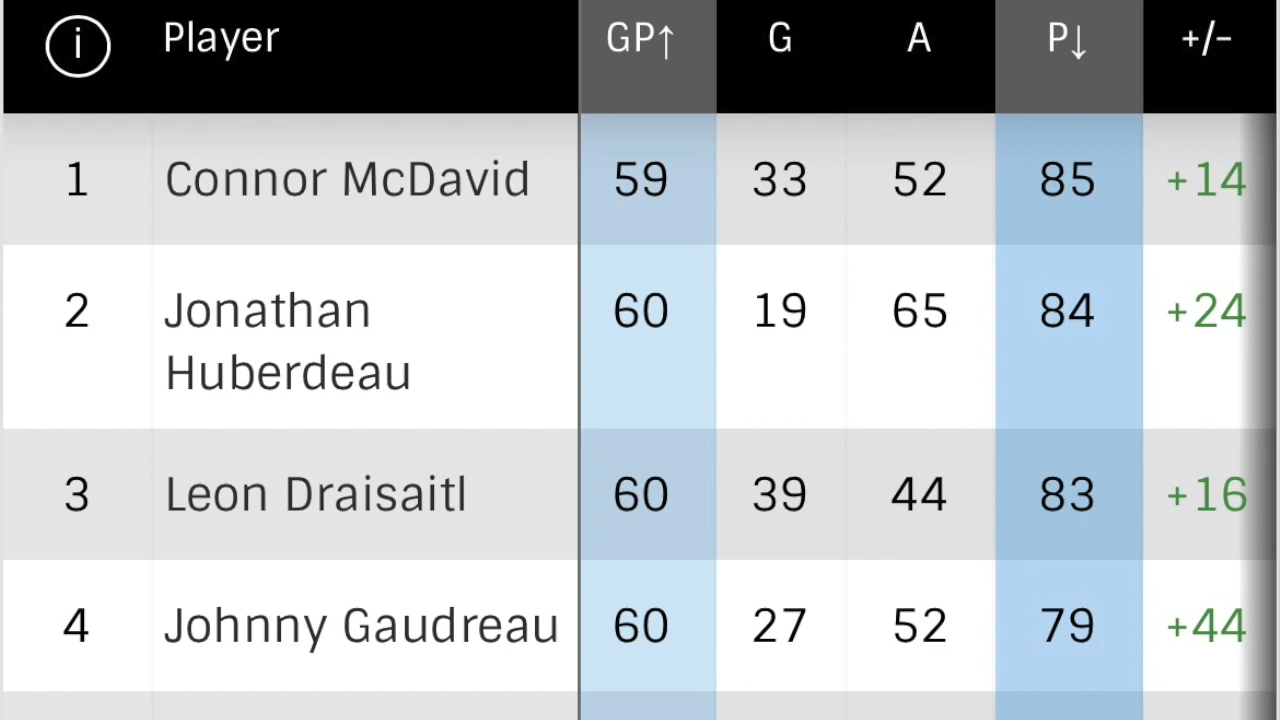 i Player GP↑ G A P↓ +/-
1 Connor McDavid 59 33 52 85 +14
2 Jonathan 60 19 65 84 +24
Huberdeau
3 Leon Draisaitl 60 39 44 83 +16
4 Johnny Gaudreau 60 27 52 79 +44